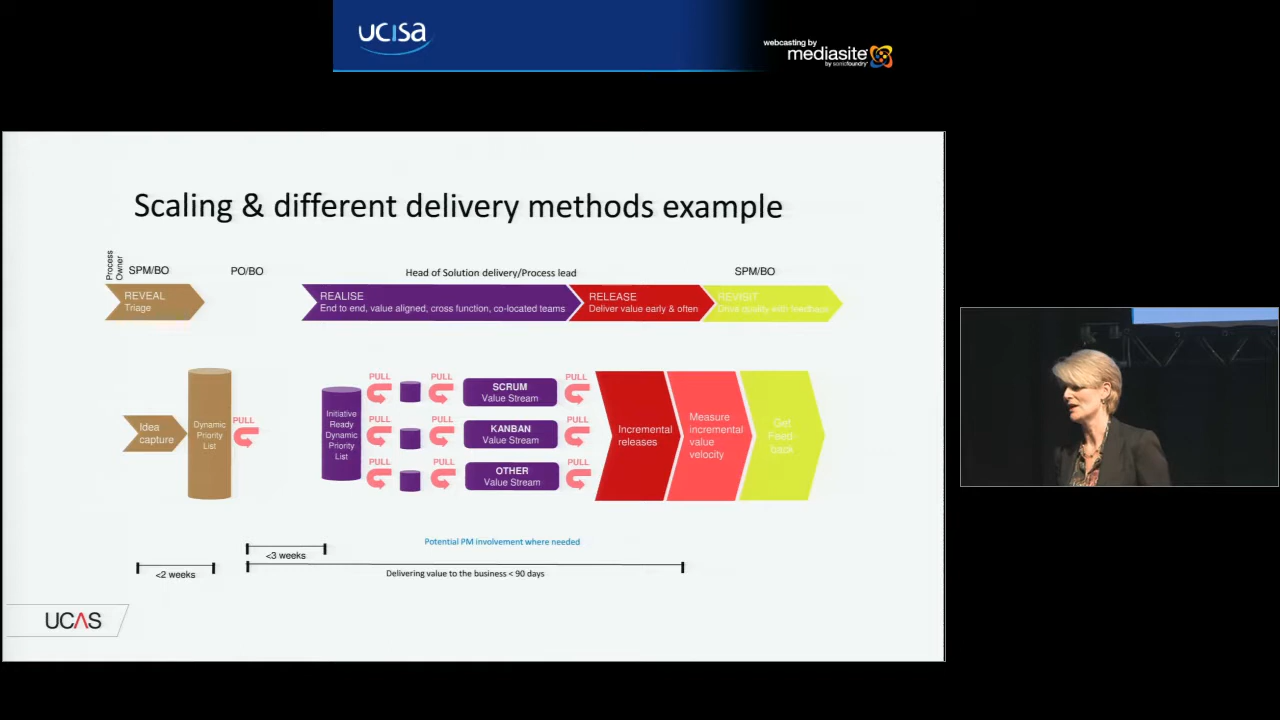 ucisa
webcasting by
mediasite
by sonicfoundry
Scaling & different delivery methods example
Process
Owner
SPM/BO
PO/BO
Head of Solution delivery/Process lead
SPM/BO
REVEAL
Triage
REALISE
End to end, value aligned, cross function, co-located teams
RELEASE
Deliver value early & often
REVISIT
Drive quality with feedback
Idea
capture
Dynamic
Priority
List
PULL
Initiative
Ready
Dynamic
Priority
List
PULL
PULL
SCRUM
Value Stream
PULL
PULL
PULL
KANBAN
Value Stream
PULL
PULL
PULL
OTHER
Value Stream
PULL
Incremental
releases
Measure
incremental
value
velocity
Get
Feed-
back
Potential PM involvement where needed
<3 weeks
<2 weeks
Delivering value to the business < 90 days
UCAS